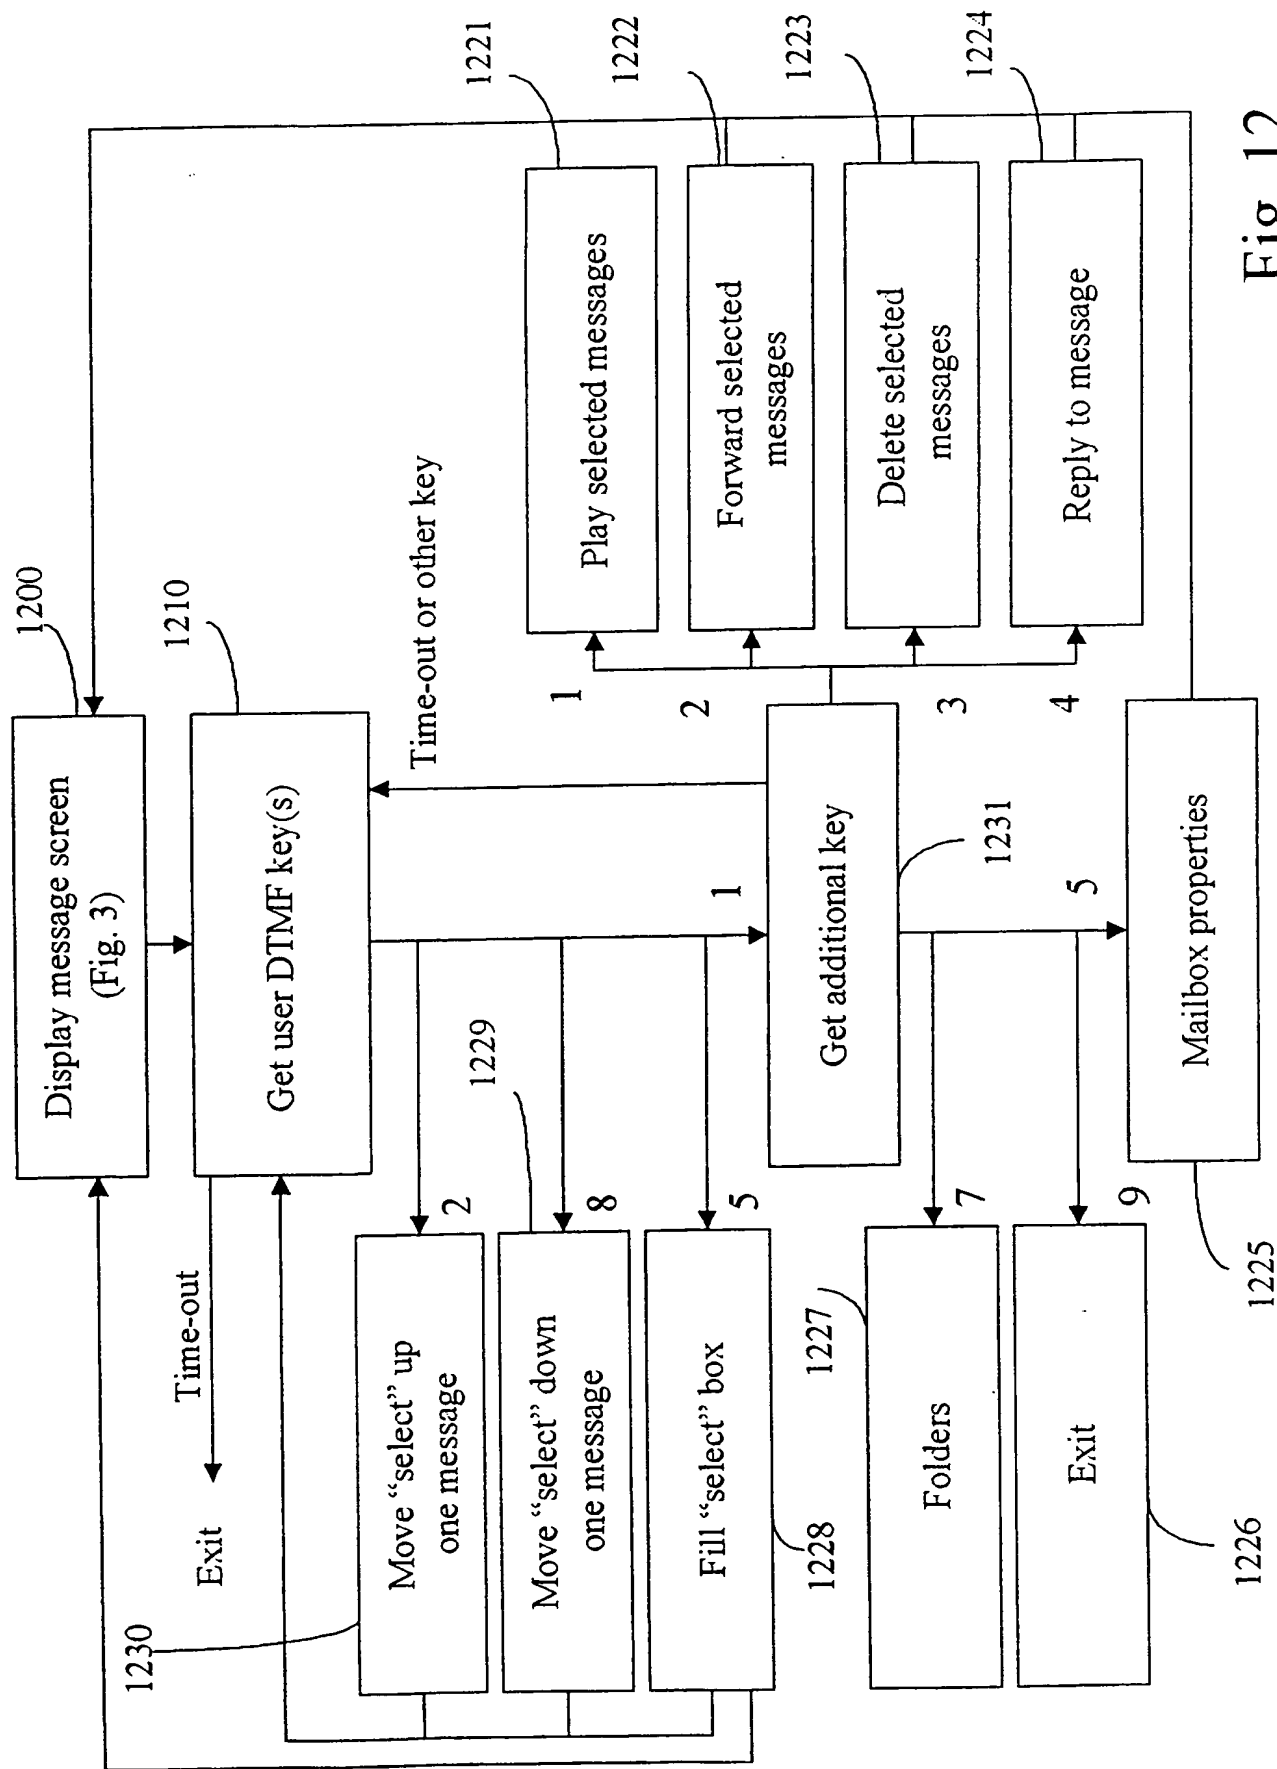 1200
Display message screen
(Fig. 3)
1210
Get user DTMF key(s)
Time-out
Exit
Time-out or other key
1230
Move “select” up
one message
2
1229
Move “select” down
one message
8
Fill “select” box
5
1228
1
Get additional key
1231
1
Play selected messages
1221
2
Forward selected
messages
1222
3
Delete selected
messages
1223
4
Reply to message
1224
1227
Folders
7
Exit
9
1226
5
Mailbox properties
1225
Fig. 12